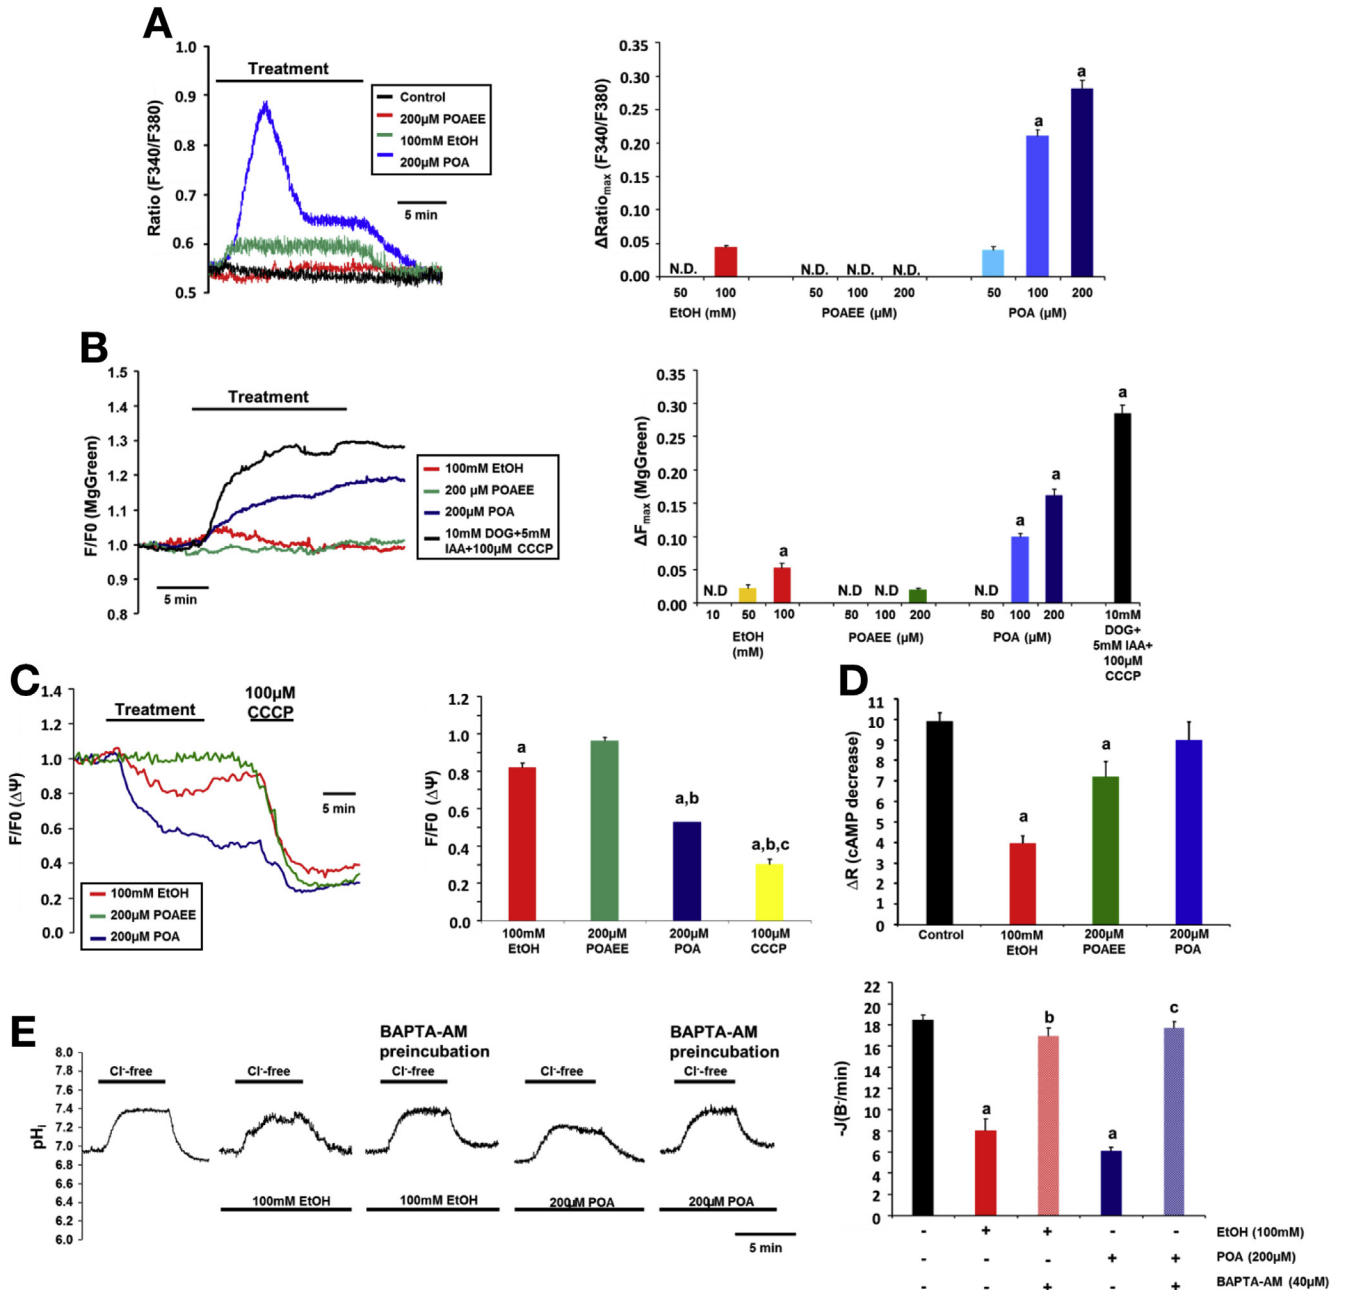 A
1.0
0.9
0.8
0.7
0.6
0.5
Ratio (F340/F380)
Treatment
Control
200µM POAEE
100mM EtOH
200µM POA
5 min
0.35
0.30
0.25
0.20
0.15
0.10
0.05
0.00
ΔRatiomax (F340/F380)
N.D.
N.D.
N.D.
N.D.
a
a
50 100 50 100 200 50 100 200
EtOH (mM) POAEE (µM) POA (µM)
B
1.5
1.4
1.3
1.2
1.1
1.0
0.9
0.8
F/F0 (MgGreen)
Treatment
5 min
100mM EtOH
200 µM POAEE
200µM POA
10mM DOG+5mM
IAA+100µM CCCP
0.35
0.30
0.25
0.20
0.15
0.10
0.05
0.00
ΔFmax (MgGreen)
N.D
a
N.D N.D
N.D
a
a
a
10 50 100 50 100 200 50 100 200
EtOH
(mM)
POAEE (µM)
POA (µM)
10mM
DOG+
5mM IAA+
100µM
CCCP
C
1.4
1.2
1.0
0.8
0.6
0.4
0.2
0.0
F/F0 (ΔΨ)
Treatment
100µM
CCCP
5 min
100mM EtOH
200µM POAEE
200µM POA
1.2
1.0
0.8
0.6
0.4
0.2
0.0
F/F0 (ΔΨ)
a
a,b
a,b,c
100mM
EtOH
200µM
POAEE
200µM
POA
100µM
CCCP
D
11
10
9
8
7
6
5
4
3
2
1
0
ΔR (cAMP decrease)
a
a
Control
100mM
EtOH
200µM
POAEE
200µM
POA
E
8.0
7.8
7.6
7.4
7.2
7.0
6.8
6.6
6.4
6.2
6.0
pHi
Cl⁻-free
Cl⁻-free
BAPTA-AM
preincubation
Cl⁻-free
Cl⁻-free
BAPTA-AM
preincubation
Cl⁻-free
100mM EtOH
100mM EtOH
200µM POA
200µM POA
5 min
22
20
18
16
14
12
10
8
6
4
2
0
-J(B⁻/min)
a
b
a
c
- + + - - EtOH (100mM)
- - - + + POA (200µM)
- - + - + BAPTA-AM (40µM)